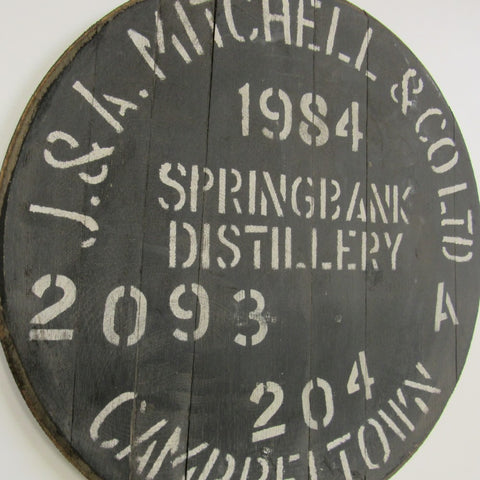 J. & A. MITCHELL & CO LTD
1984
SPRINGBANK
DISTILLERY
2093 A
204
CAMPBELTOWN